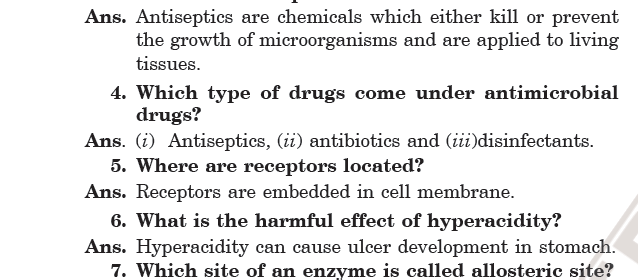 Ans. Antiseptics are chemicals which either kill or prevent
the growth of microorganisms and are applied to living
tissues.
4. Which type of drugs come under antimicrobial
drugs?
Ans. (i) Antiseptics, (ii) antibiotics and (iii)disinfectants.
5. Where are receptors located?
Ans. Receptors are embedded in cell membrane.
6. What is the harmful effect of hyperacidity?
Ans. Hyperacidity can cause ulcer development in stomach.
7. Which site of an enzyme is called allosteric site?